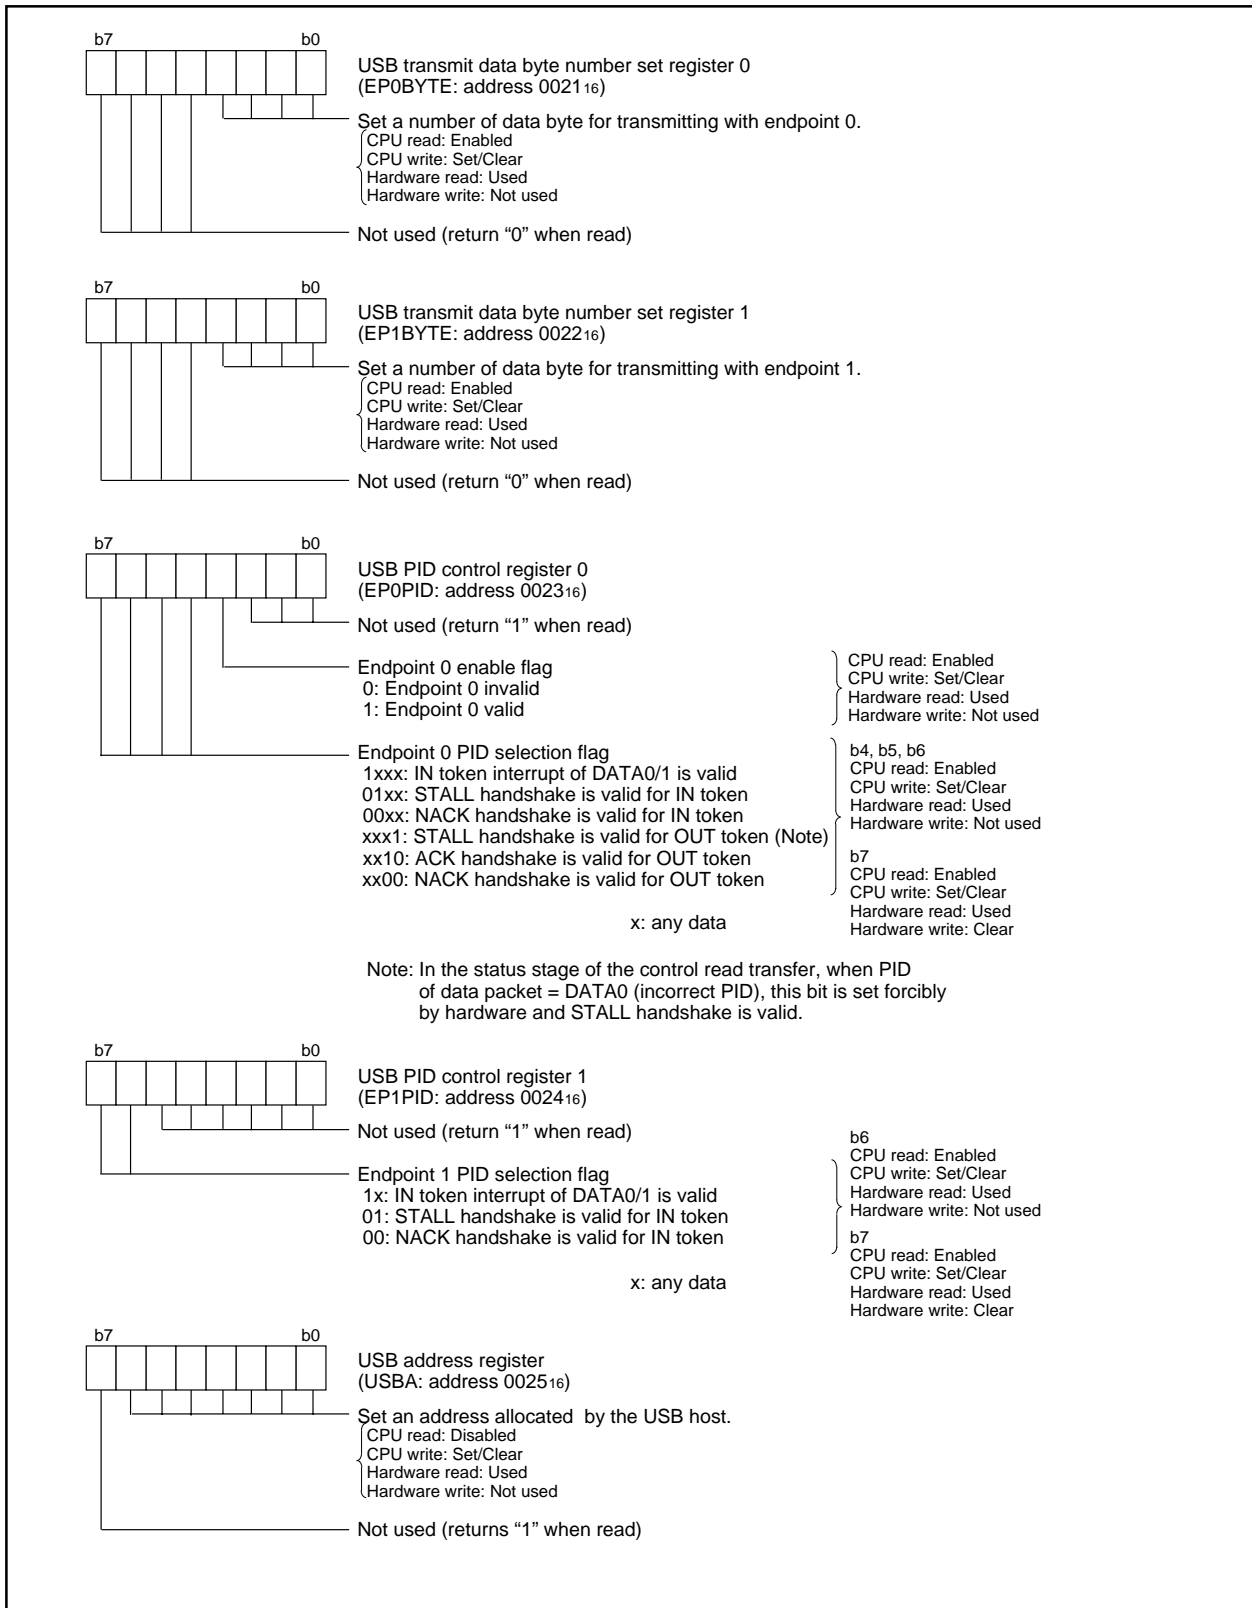 b7 b0
USB transmit data byte number set register 0
(EP0BYTE: address 002116)
Set a number of data byte for transmitting with endpoint 0.
CPU read: Enabled
CPU write: Set/Clear
Hardware read: Used
Hardware write: Not used
Not used (return “0” when read)
b7 b0
USB transmit data byte number set register 1
(EP1BYTE: address 002216)
Set a number of data byte for transmitting with endpoint 1.
CPU read: Enabled
CPU write: Set/Clear
Hardware read: Used
Hardware write: Not used
Not used (return “0” when read)
b7 b0
USB PID control register 0
(EP0PID: address 002316)
Not used (return “1” when read)
Endpoint 0 enable flag
0: Endpoint 0 invalid
1: Endpoint 0 valid
CPU read: Enabled
CPU write: Set/Clear
Hardware read: Used
Hardware write: Not used
Endpoint 0 PID selection flag
1xxx: IN token interrupt of DATA0/1 is valid
01xx: STALL handshake is valid for IN token
00xx: NACK handshake is valid for IN token
xxx1: STALL handshake is valid for OUT token (Note)
xx10: ACK handshake is valid for OUT token
xx00: NACK handshake is valid for OUT token
x: any data
b4, b5, b6
CPU read: Enabled
CPU write: Set/Clear
Hardware read: Used
Hardware write: Not used
b7
CPU read: Enabled
CPU write: Set/Clear
Hardware read: Used
Hardware write: Clear
Note: In the status stage of the control read transfer, when PID
of data packet = DATA0 (incorrect PID), this bit is set forcibly
by hardware and STALL handshake is valid.
b7 b0
USB PID control register 1
(EP1PID: address 002416)
Not used (return “1” when read)
Endpoint 1 PID selection flag
1x: IN token interrupt of DATA0/1 is valid
01: STALL handshake is valid for IN token
00: NACK handshake is valid for IN token
x: any data
b6
CPU read: Enabled
CPU write: Set/Clear
Hardware read: Used
Hardware write: Not used
b7
CPU read: Enabled
CPU write: Set/Clear
Hardware read: Used
Hardware write: Clear
b7 b0
USB address register
(USBA: address 002516)
Set an address allocated by the USB host.
CPU read: Disabled
CPU write: Set/Clear
Hardware read: Used
Hardware write: Not used
Not used (returns “1” when read)